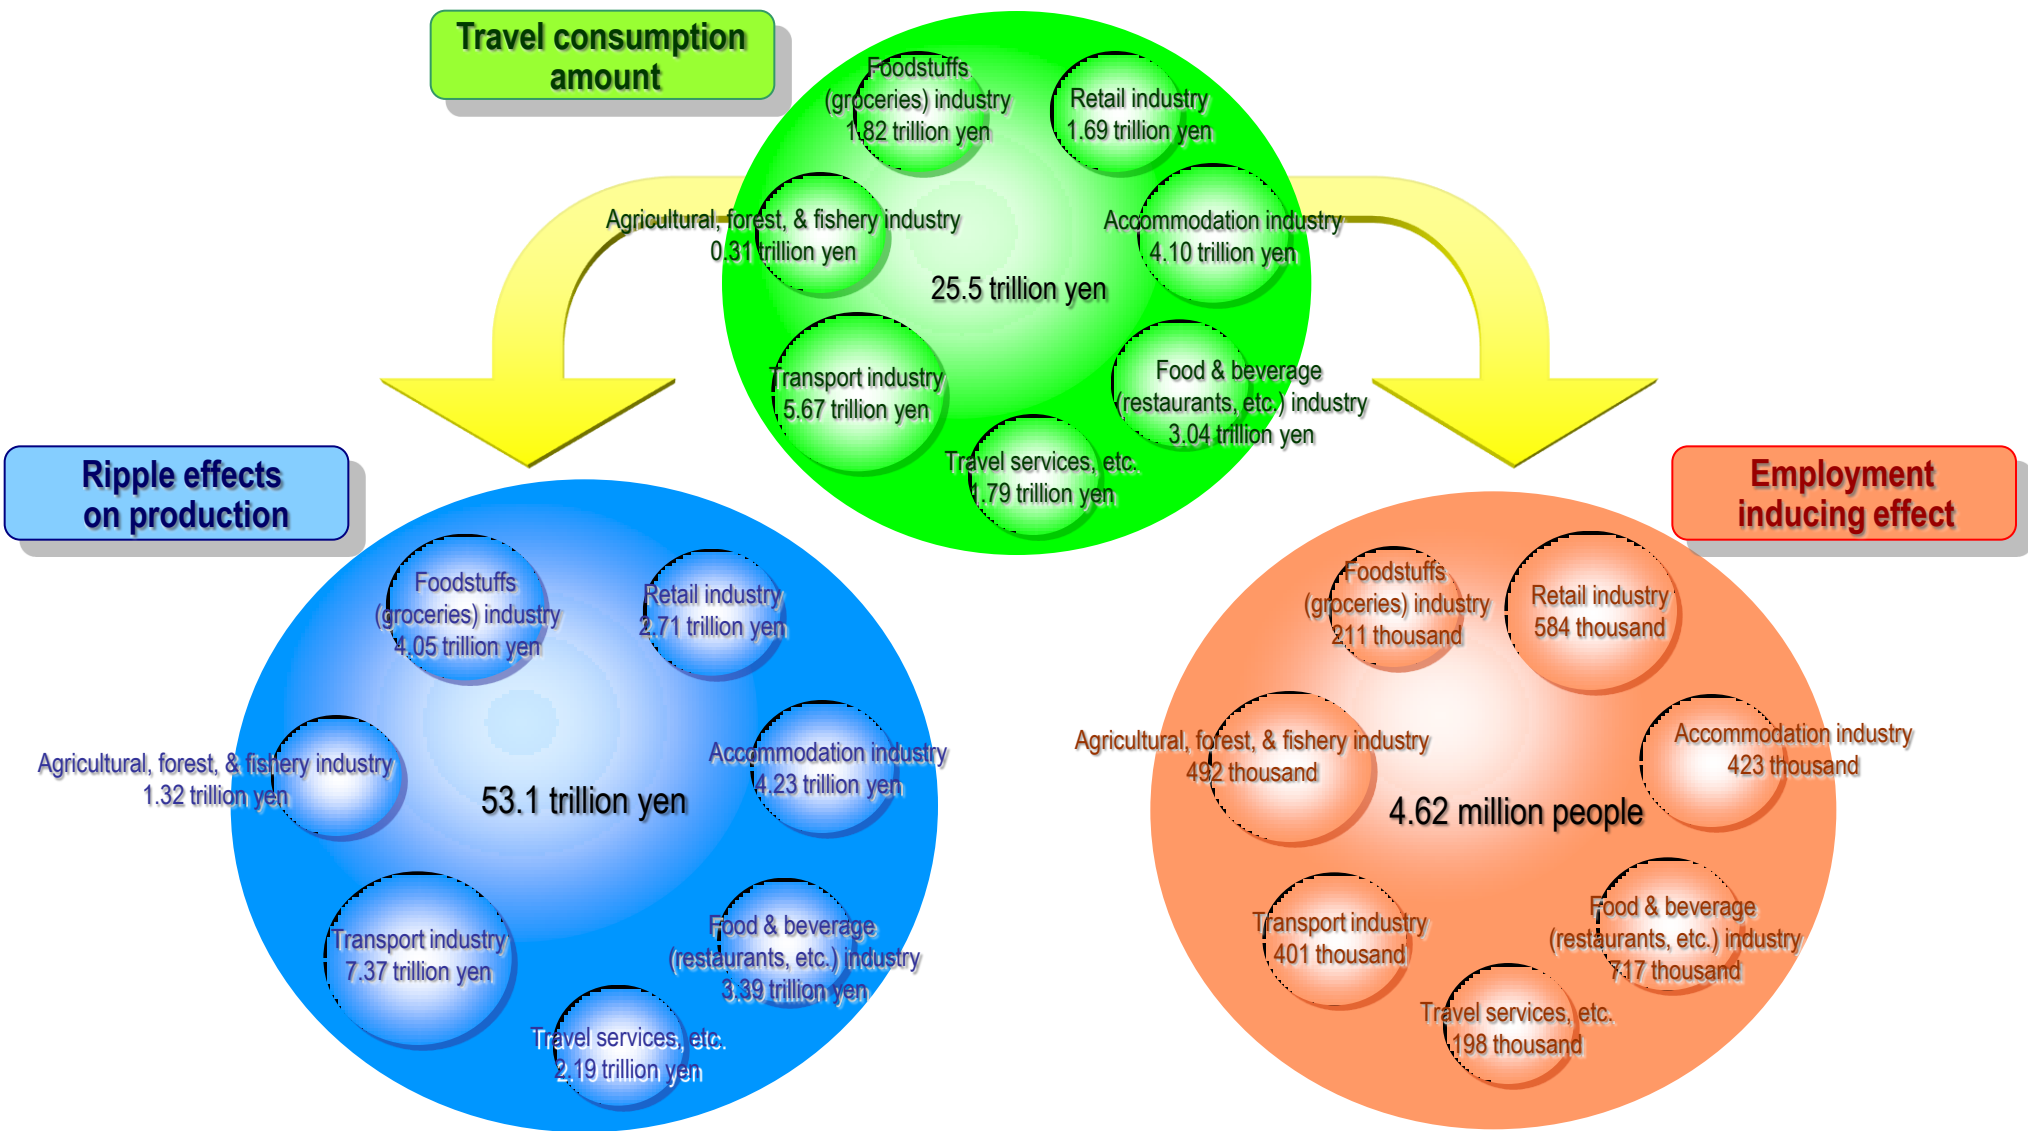 Travel consumption
amount
Foodstuffs
(groceries) industry
1.82 trillion yen
Retail industry
1.69 trillion yen
Agricultural, forest, & fishery industry
0.31 trillion yen
Accommodation industry
4.10 trillion yen
25.5 trillion yen
Transport industry
5.67 trillion yen
Food & beverage
(restaurants, etc.) industry
3.04 trillion yen
Travel services, etc.
1.79 trillion yen
Ripple effects
on production
Foodstuffs
(groceries) industry
4.05 trillion yen
Retail industry
2.71 trillion yen
Agricultural, forest, & fishery industry
1.32 trillion yen
Accommodation industry
4.23 trillion yen
53.1 trillion yen
Transport industry
7.37 trillion yen
Food & beverage
(restaurants, etc.) industry
3.39 trillion yen
Travel services, etc.
2.19 trillion yen
Employment
inducing effect
Foodstuffs
(groceries) industry
211 thousand
Retail industry
584 thousand
Agricultural, forest, & fishery industry
492 thousand
Accommodation industry
423 thousand
4.62 million people
Transport industry
401 thousand
Food & beverage
(restaurants, etc.) industry
717 thousand
Travel services, etc.
198 thousand